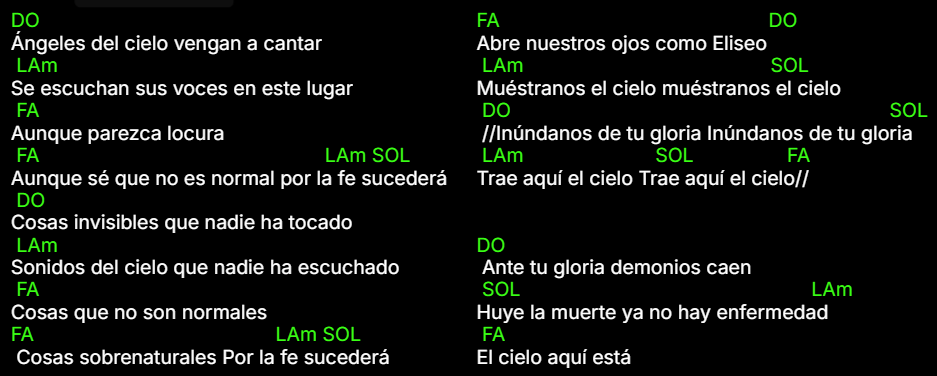 DO
Ángeles del cielo vengan a cantar
LAm
Se escuchan sus voces en este lugar
FA
Aunque parezca locura
FA LAm SOL
Aunque sé que no es normal por la fe sucederá
DO
Cosas invisibles que nadie ha tocado
LAm
Sonidos del cielo que nadie ha escuchado
FA
Cosas que no son normales
FA LAm SOL
Cosas sobrenaturales Por la fe sucederá
FA DO
Abre nuestros ojos como Eliseo
LAm SOL
Muéstranos el cielo muéstranos el cielo
DO SOL
//Inúndanos de tu gloria Inúndanos de tu gloria
LAm SOL FA
Trae aquí el cielo Trae aquí el cielo//
DO
Ante tu gloria demonios caen
SOL LAm
Huye la muerte ya no hay enfermedad
FA
El cielo aquí está